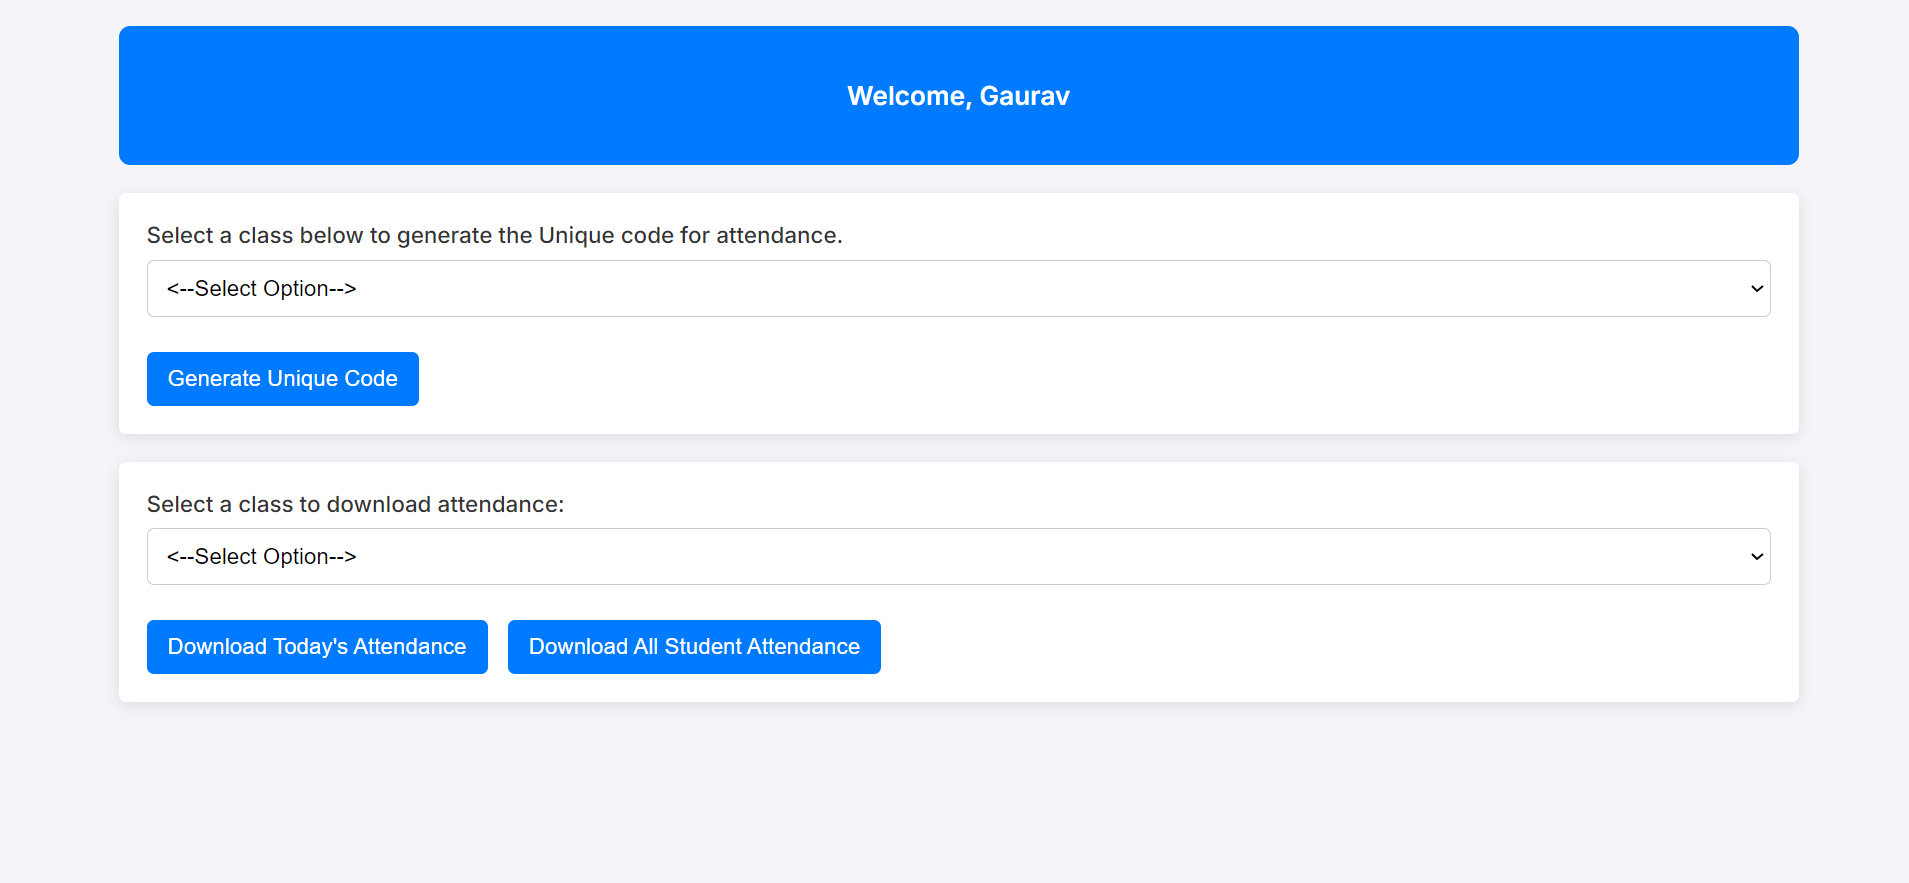 Welcome, Gaurav
Select a class below to generate the Unique code for attendance.
<--Select Option-->
Generate Unique Code
Select a class to download attendance:
<--Select Option-->
Download Today's Attendance Download All Student Attendance